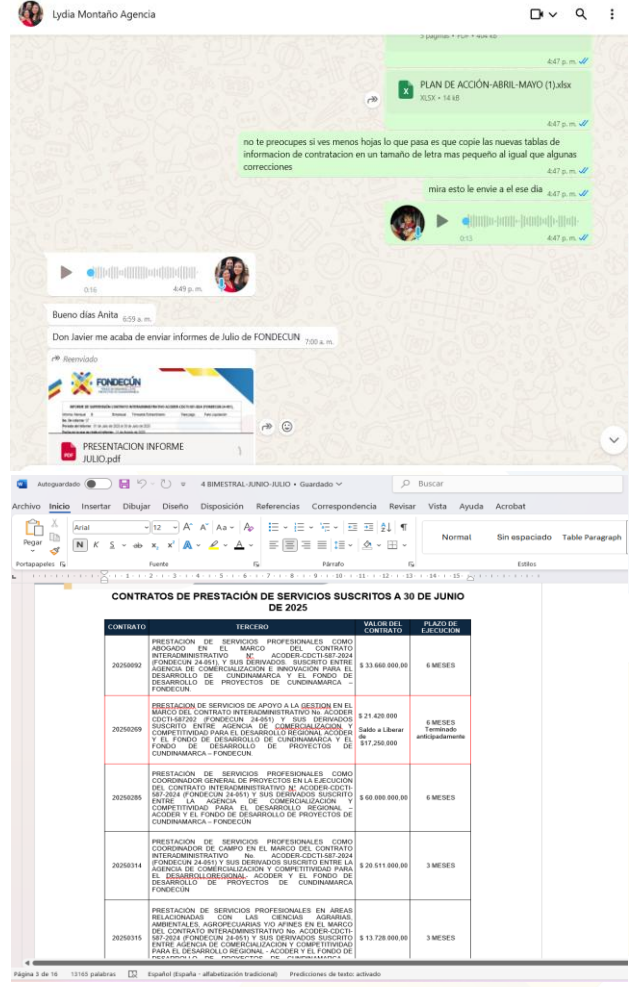 Lydia Montaño Agencia
5 páginas • PDF • 404 kB
4:47 p. m.
PLAN DE ACCIÓN-ABRIL-MAYO (1).xlsx
XLSX • 14 kB
4:47 p. m.
no te preocupes si ves menos hojas lo que pasa es que copie las nuevas tablas de
informacion de contratacion en un tamaño de letra mas pequeño al igual que algunas
correcciones
4:47 p. m.
mira esto le envie a el ese dia 4:47 p. m.
0:13 4:47 p. m.
0:16 4:49 p. m.
Bueno días Anita 6:59 a. m.
Don Javier me acaba de enviar informes de Julio de FONDECUN 7:00 a. m.
Reenviado
FONDECÚN
PRESENTACION INFORME
JULIO.pdf
Autoguardado 4 BIMESTRAL-JUNIO-JULIO • Guardado Buscar
Archivo Inicio Insertar Dibujar Diseño Disposición Referencias Correspondencia Revisar Vista Ayuda Acrobat
Pegar Arial 12 Normal Sin espaciado Table Paragraph
Portapapeles Fuente Párrafo Estilos
CONTRATOS DE PRESTACIÓN DE SERVICIOS SUSCRITOS A 30 DE JUNIO
DE 2025
CONTRATO TERCERO VALOR DEL CONTRATO PLAZO DE EJECUCIÓN
20250092
PRESTACIÓN DE SERVICIOS PROFESIONALES COMO
ABOGADO EN EL MARCO DEL CONTRATO
INTERADMINISTRATIVO N° ACODER-CDCTI-587-2024
(FONDECUN 24-051), Y SUS DERIVADOS SUSCRITO ENTRE
AGENCIA DE COMERCIALIZACIÓN E INNOVACIÓN PARA EL
DESARROLLO DE CUNDINAMARCA Y EL FONDO DE
DESARROLLO DE PROYECTOS DE CUNDINAMARCA –
FONDECUN.
$ 33.660.000,00
6 MESES
20250269
PRESTACION DE SERVICIOS DE APOYO A LA GESTION EN EL
MARCO DEL CONTRATO INTERADMINISTRATIVO No. ACODER
CDCTI-587202 (FONDECUN 24-051) Y SUS DERIVADOS
SUSCRITO ENTRE AGENCIA DE COMERCIALIZACION Y
COMPETITIVIDAD PARA EL DESARROLLO REGIONAL ACODER
Y EL FONDO DE DESARROLLO DE CUNDINAMARCA Y EL
FONDO DE DESARROLLO DE PROYECTOS DE
CUNDINAMARCA – FONDECUN.
$ 21.420.000
Saldo a Liberar
de
$17,250.000
6 MESES
Terminado
anticipadamente
20250285
PRESTACIÓN DE SERVICIOS PROFESIONALES COMO
COORDINADOR GENERAL DE PROYECTOS EN LA EJECUCIÓN
DEL CONTRATO INTERADMINISTRATIVO N° ACODER-CDCTI-
587-2024 (FONDECUN 24-051) Y SUS DERIVADOS SUSCRITO
ENTRE LA AGENCIA DE COMERCIALIZACIÓN Y
COMPETITIVIDAD PARA EL DESARROLLO REGIONAL –
ACODER Y EL FONDO DE DESARROLLO DE PROYECTOS DE
CUNDINAMARCA – FONDECÚN
$ 60.000.000,00
6 MESES
20250314
PRESTACIÓN DE SERVICIOS PROFESIONALES COMO
COORDINADOR DE CAMPO EN EL MARCO DEL CONTRATO
INTERADMINISTRATIVO No. ACODER-CDCTI-587-2024
(FONDECUN 24-051) Y SUS DERIVADOS SUSCRITO ENTRE LA
AGENCIA DE COMERCIALIZACION Y COMPETITIVIDAD PARA
EL DESARROLLOREGIONAL- ACODER Y EL FONDO DE
DESARROLLO DE PROYECTOS DE CUNDINAMARCA
FONDECÚN
$ 20.511.000,00
3 MESES
20250315
PRESTACIÓN DE SERVICIOS PROFESIONALES EN ÁREAS
RELACIONADAS CON LAS CIENCIAS AGRARIAS,
AMBIENTALES, AGROPECUARIAS Y/O AFINES EN EL MARCO
DEL CONTRATO INTERADMINISTRATIVO No. ACODER-CDCTI-
587-2024 (FONDECUN 24-051) Y SUS DERIVADOS SUSCRITO
ENTRE AGENCIA DE COMERCIALIZACIÓN Y COMPETITIVIDAD
PARA EL DESARROLLO REGIONAL - ACODER Y EL FONDO DE
$ 13.728.000,00
3 MESES
Página 3 de 16 13165 palabras Español (España - alfabetización tradicional) Predicciones de texto: activado